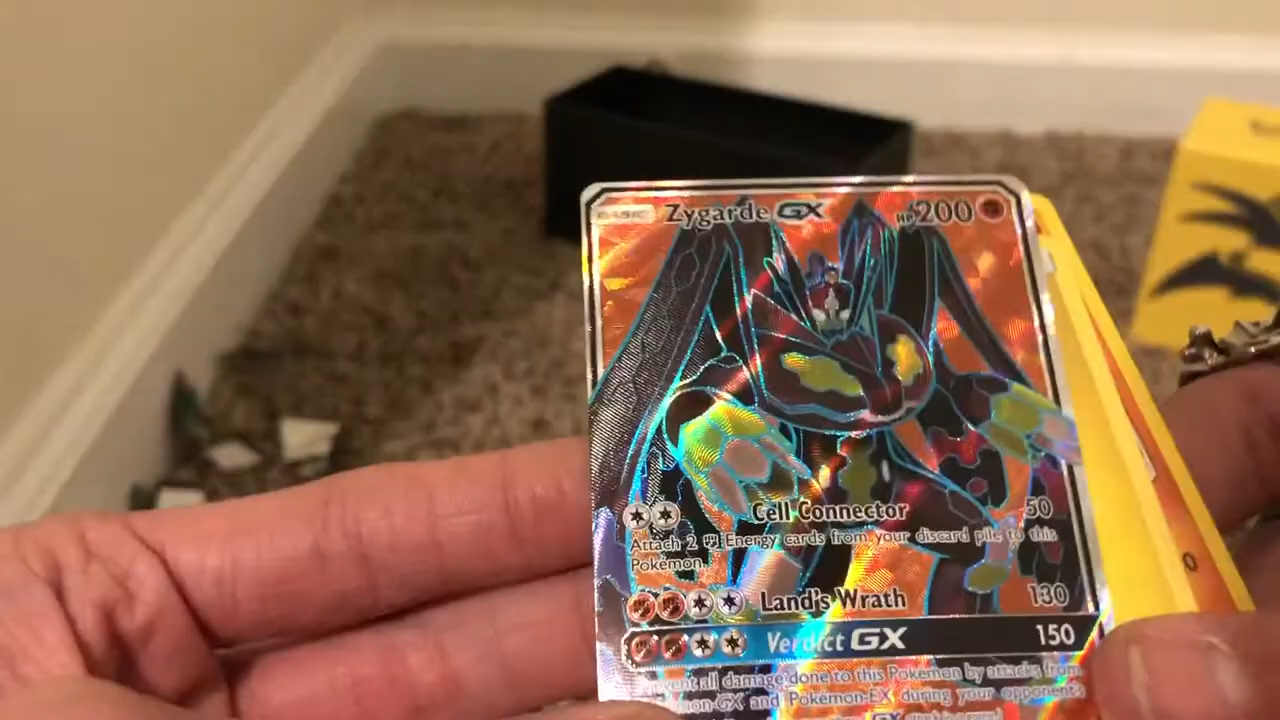 BASIC Zygarde GX HP 200
Cell Connector 50
Attach 2 Energy cards from your discard pile to this
Pokémon.
Land's Wrath 130
Verdict GX 150
all damage done to this Pokémon by attacks from
Pokémon-GX and Pokémon-EX during your opponent's
GX
0